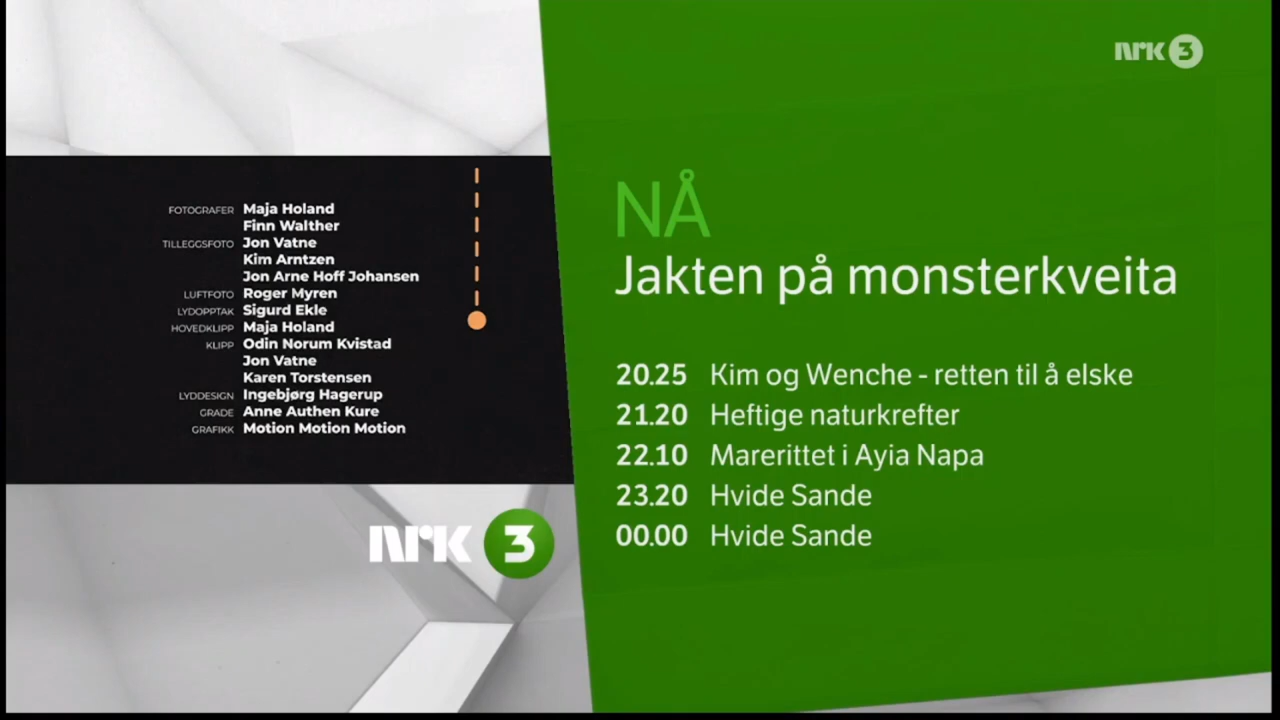 FOTOGRAFER Maja Holand
Finn Walther
TILLEGGSFOTO Jon Vatne
Kim Arntzen
Jon Arne Hoff Johansen
LUFTFOTO Roger Myren
LYDOPPTAK Sigurd Ekle
HOVEDKLIPP Maja Holand
KLIPP Odin Norum Kvistad
Jon Vatne
Karen Torstensen
LYDDESIGN Ingebjørg Hagerup
GRADE Anne Authen Kure
GRAFIKK Motion Motion Motion
nrk 3
nrk 3
NÅ
Jakten på monsterkveita
20.25 Kim og Wenche - retten til å elske
21.20 Heftige naturkrefter
22.10 Marerittet i Ayia Napa
23.20 Hvide Sande
00.00 Hvide Sande